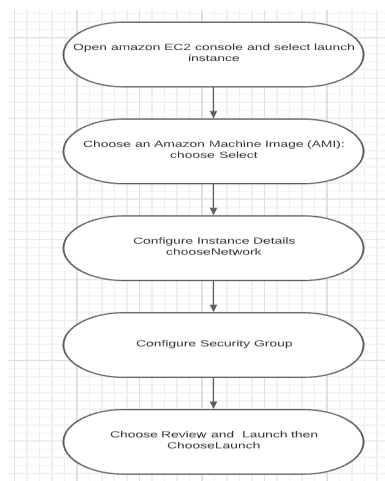 Open amazon EC2 console and select launch
instance
Choose an Amazon Machine Image (AMI):
choose Select
Configure Instance Details
chooseNetwork
Configure Security Group
Choose Review and  Launch then
ChooseLaunch